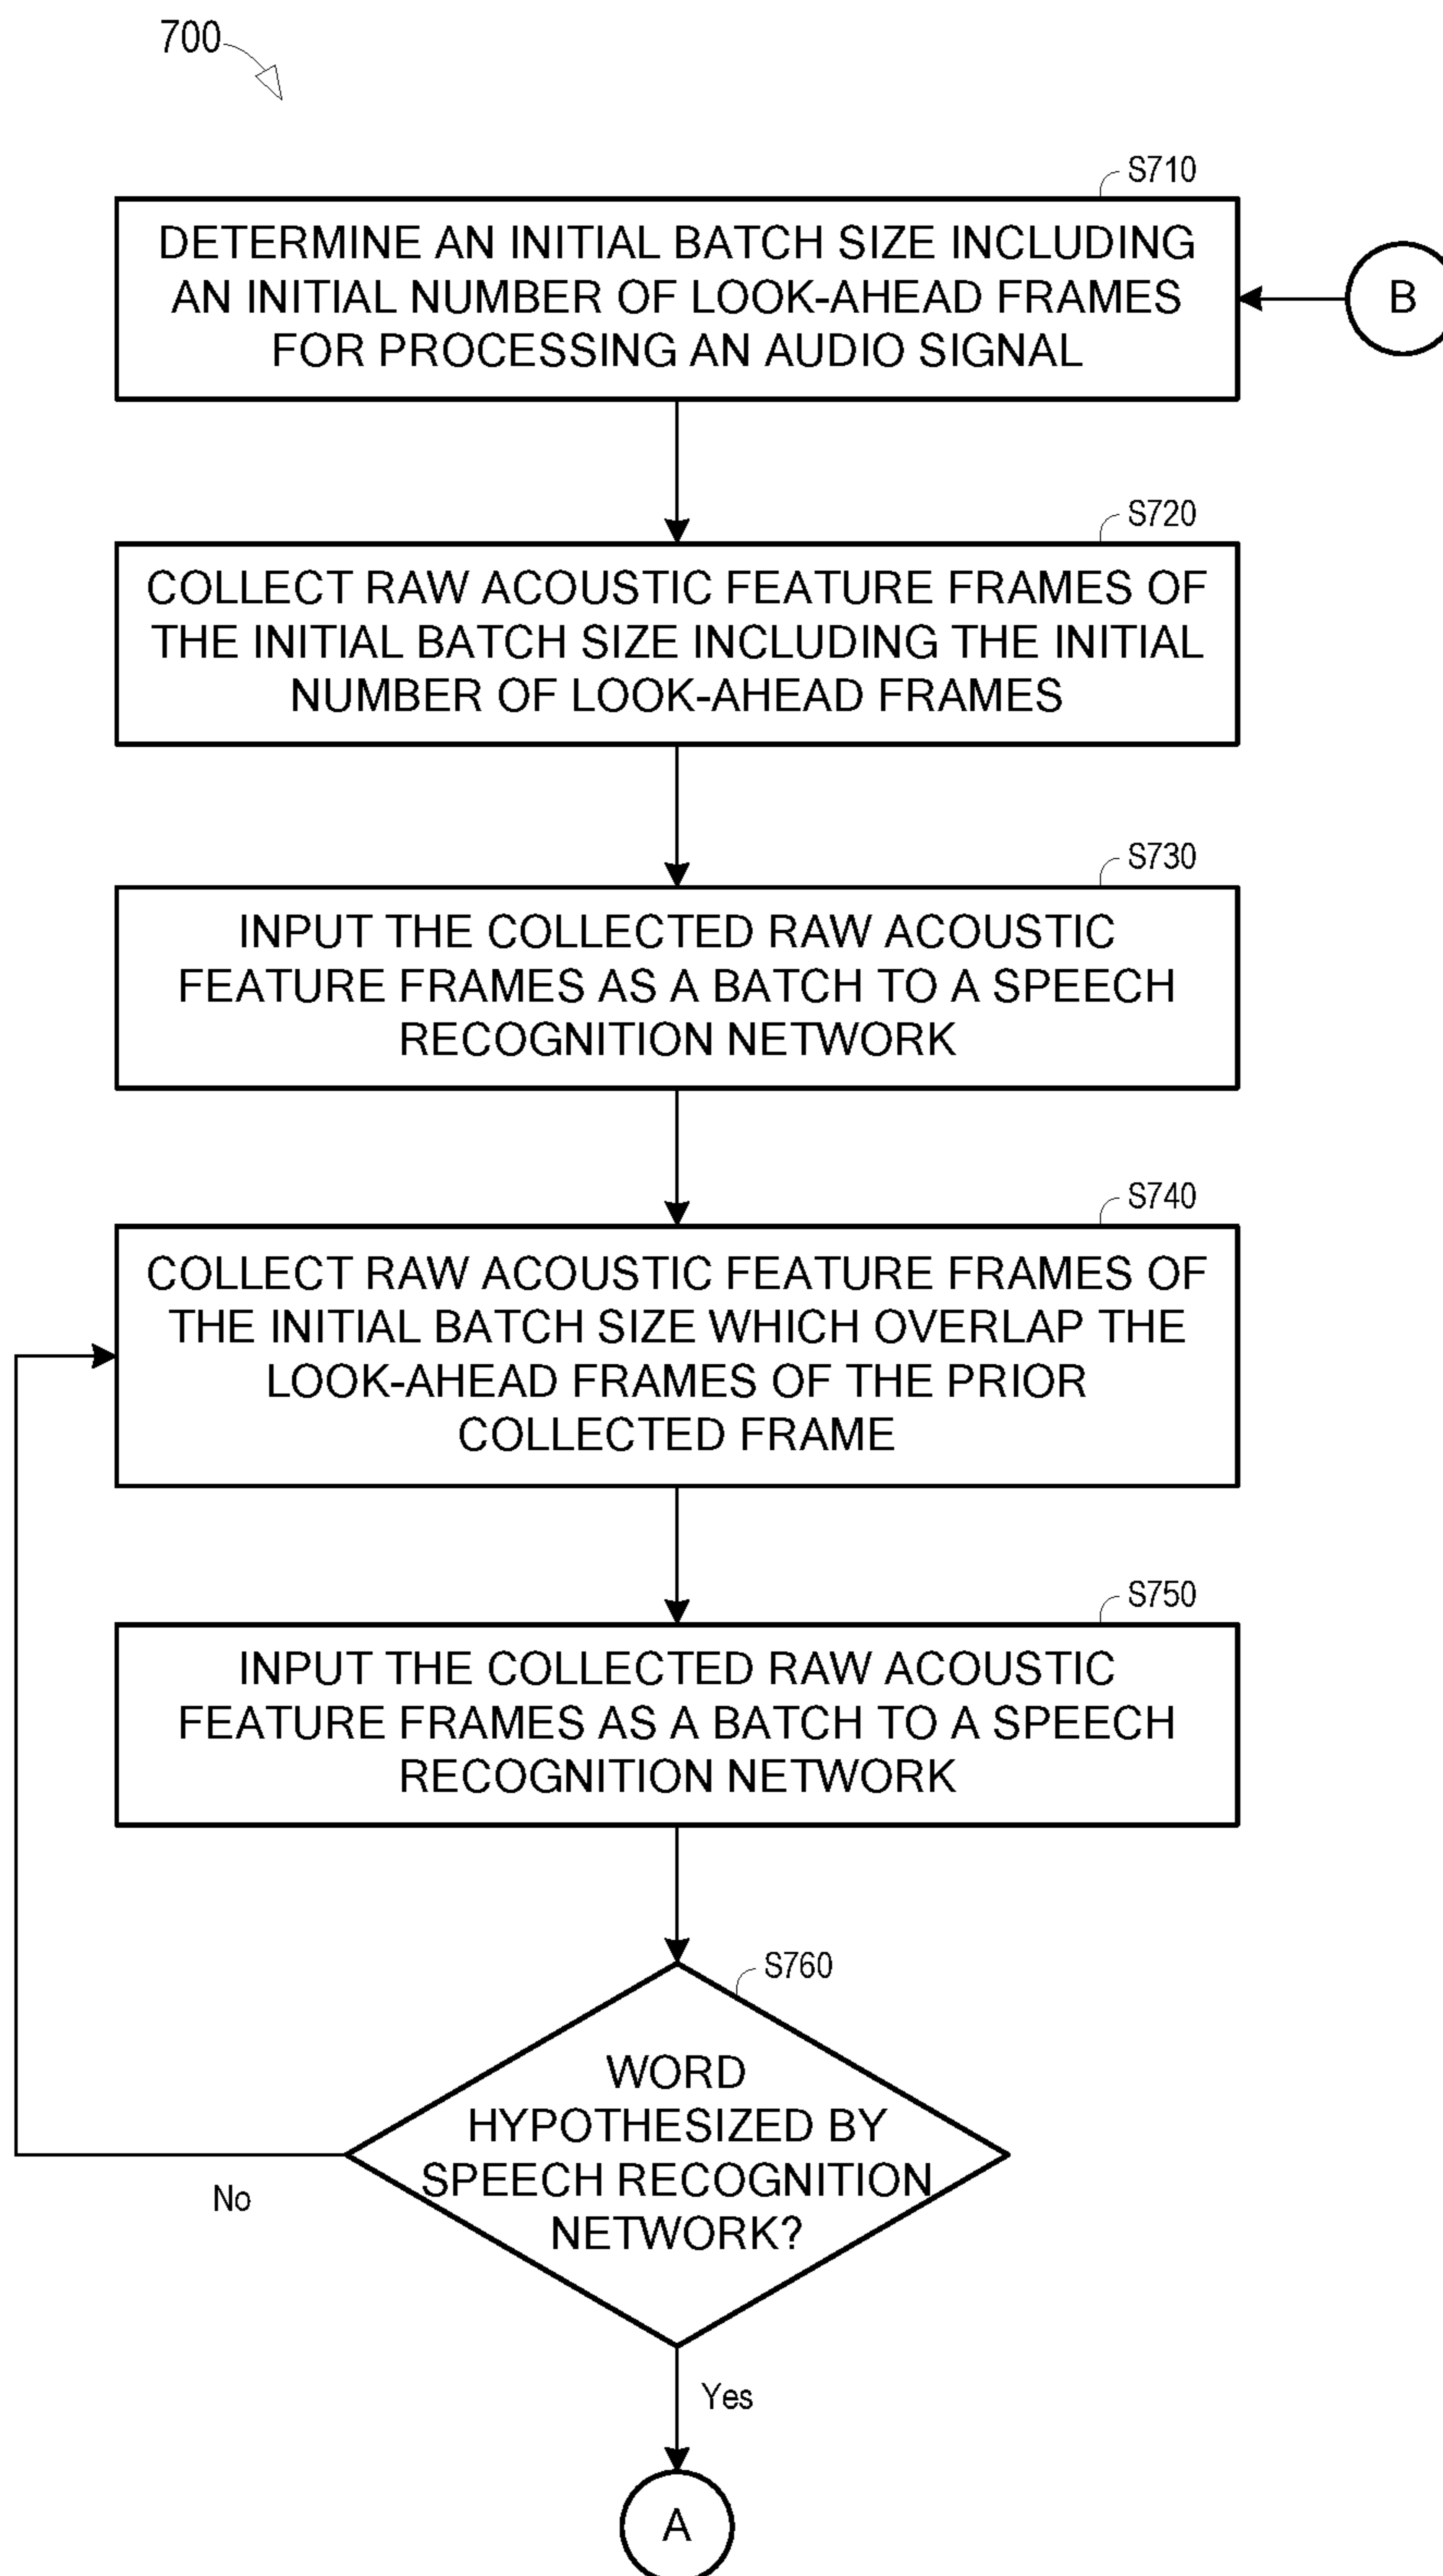 700
S710
DETERMINE AN INITIAL BATCH SIZE INCLUDING
AN INITIAL NUMBER OF LOOK-AHEAD FRAMES
FOR PROCESSING AN AUDIO SIGNAL
B
S720
COLLECT RAW ACOUSTIC FEATURE FRAMES OF
THE INITIAL BATCH SIZE INCLUDING THE INITIAL
NUMBER OF LOOK-AHEAD FRAMES
S730
INPUT THE COLLECTED RAW ACOUSTIC
FEATURE FRAMES AS A BATCH TO A SPEECH
RECOGNITION NETWORK
S740
COLLECT RAW ACOUSTIC FEATURE FRAMES OF
THE INITIAL BATCH SIZE WHICH OVERLAP THE
LOOK-AHEAD FRAMES OF THE PRIOR
COLLECTED FRAME
S750
INPUT THE COLLECTED RAW ACOUSTIC
FEATURE FRAMES AS A BATCH TO A SPEECH
RECOGNITION NETWORK
S760
WORD
HYPOTHESIZED BY
SPEECH RECOGNITION
NETWORK?
No
Yes
A